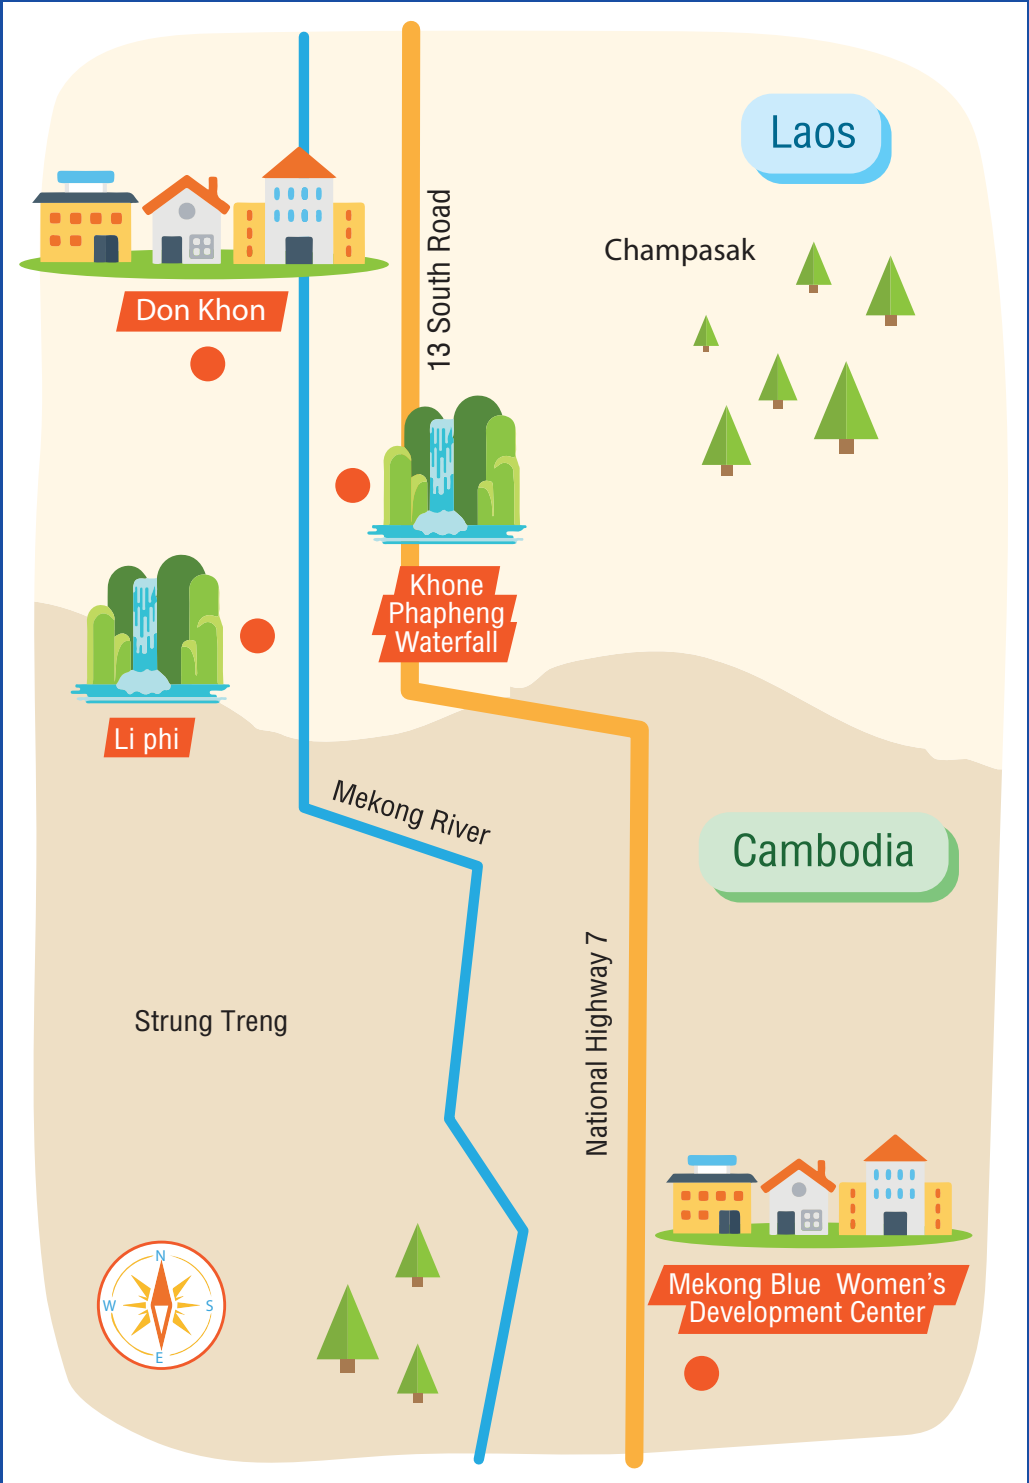 Laos
13 South Road
Champasak
Don Khon
Khone
Phapheng
Waterfall
Li phi
Mekong River
Cambodia
National Highway 7
Strung Treng
N
W
S
E
Mekong Blue Women's
Development Center